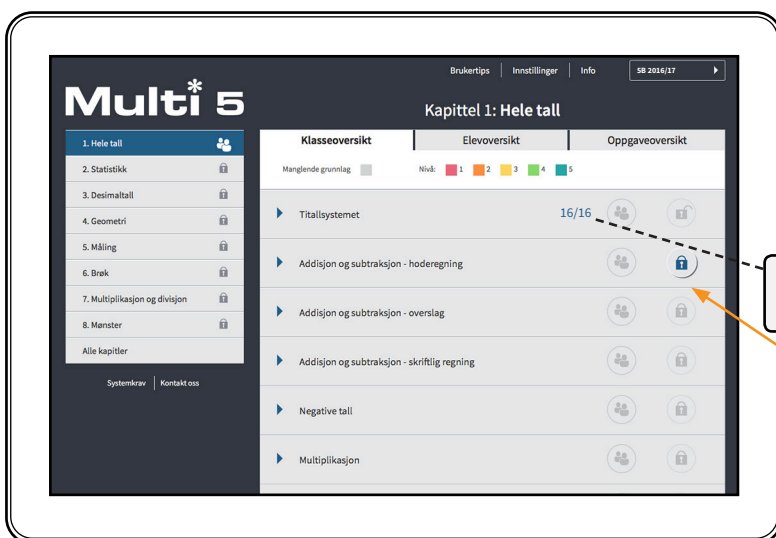 Brukertips Innstillinger Info 5B 2016/17
Multi 5
Kapittel 1: Hele tall
1. Hele tall
2. Statistikk
3. Desimaltall
4. Geometri
5. Måling
6. Brøk
7. Multiplikasjon og divisjon
8. Mønster
Alle kapitler
Systemkrav Kontakt oss
Klasseoversikt Elevoversikt Oppgaveoversikt
Manglende grunnlag Nivå: 1 2 3 4 5
Titallsystemet 16/16
Addisjon og subtraksjon - hoderegning
Addisjon og subtraksjon - overslag
Addisjon og subtraksjon - skriftlig regning
Negative tall
Multiplikasjon